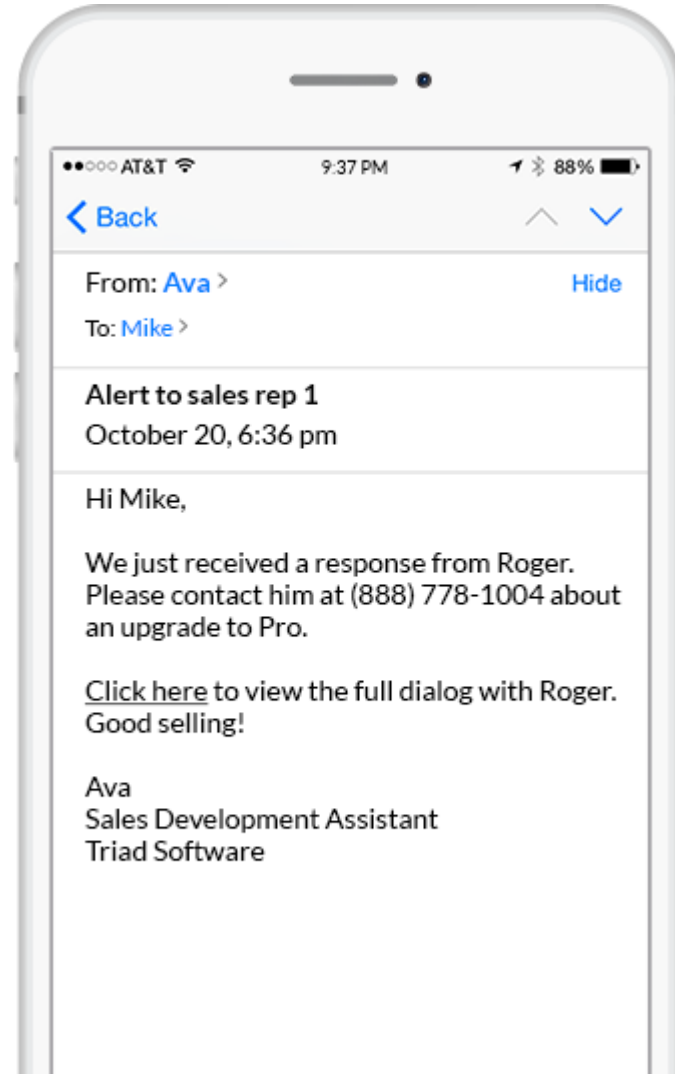 AT&T 9:37 PM 88%
Back
From: Ava > Hide
To: Mike >
Alert to sales rep 1
October 20, 6:36 pm
Hi Mike,
We just received a response from Roger.
Please contact him at (888) 778-1004 about
an upgrade to Pro.
Click here to view the full dialog with Roger.
Good selling!
Ava
Sales Development Assistant
Triad Software